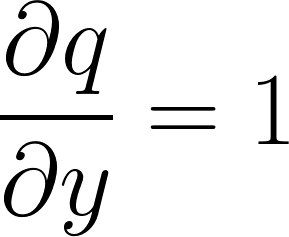 ∂q/∂y = 1